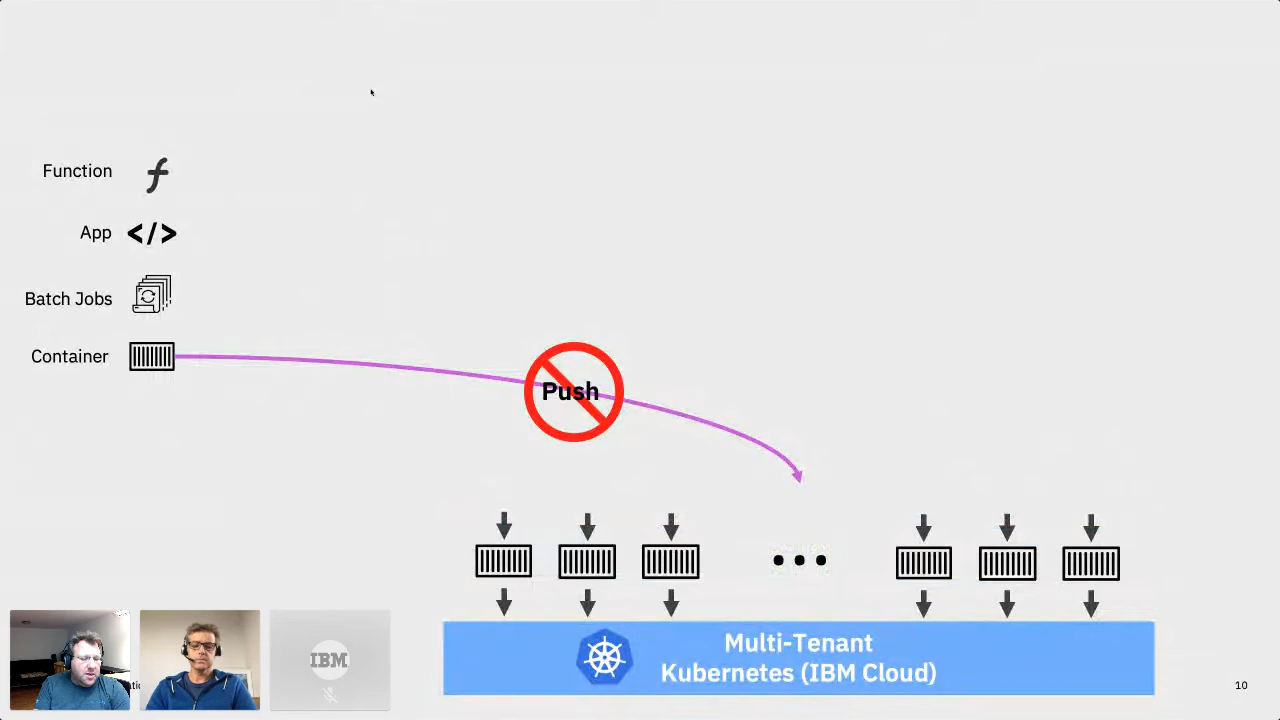 Function
App
</>
Batch Jobs
Container
Push
Multi-Tenant
Kubernetes (IBM Cloud)
IBM
10